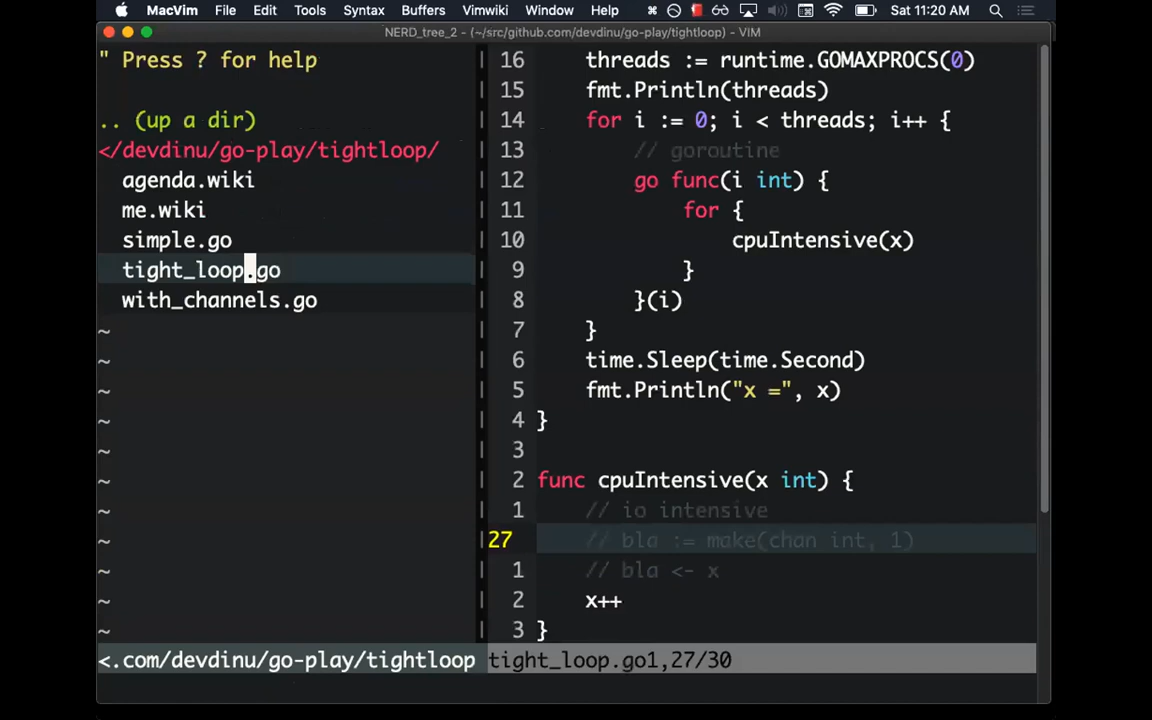 MacVim File Edit Tools Syntax Buffers Vimwiki Window Help Sat 11:20 AM
NERD_tree_2 - (~/src/github.com/devdinu/go-play/tightloop) - VIM
" Press ? for help
.. (up a dir)
</devdinu/go-play/tightloop/
agenda.wiki
me.wiki
simple.go
tight_loop.go
with_channels.go
~
~
~
~
~
~
~
~
~
~
~
<.com/devdinu/go-play/tightloop
16 threads := runtime.GOMAXPROCS(0)
15 fmt.Println(threads)
14 for i := 0; i < threads; i++ {
13 // goroutine
12 go func(i int) {
11 for {
10 cpuIntensive(x)
9 }
8 }(i)
7 }
6 time.Sleep(time.Second)
5 fmt.Println("x =", x)
4 }
3
2 func cpuIntensive(x int) {
1 // io intensive
27 // bla := make(chan int, 1)
1 // bla <- x
2 x++
3 }
tight_loop.go1,27/30